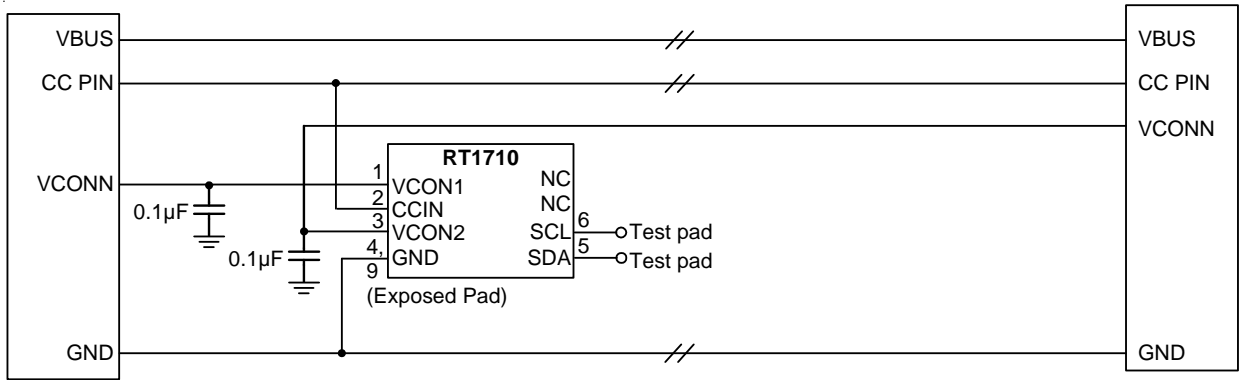 VBUS
CC PIN
VCONN
GND
0.1μF
0.1μF
RT1710
1
VCON1
2
CCIN
3
VCON2
4,
9
GND
(Exposed Pad)
NC
NC
SCL
6
Test pad
SDA
5
Test pad
VBUS
CC PIN
VCONN
GND